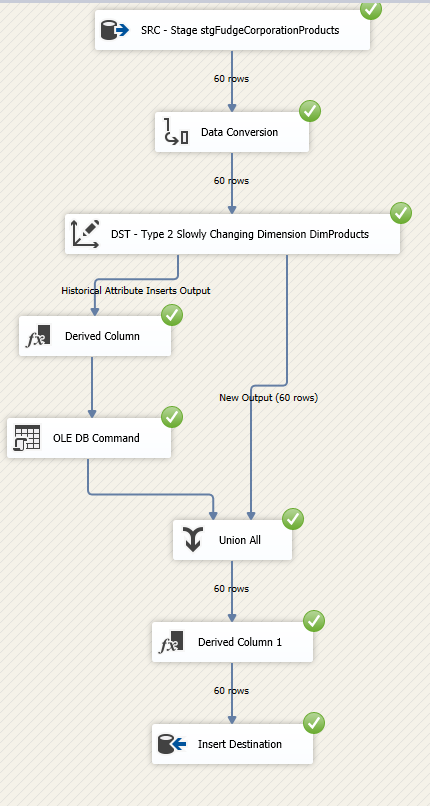 SRC - Stage stgFudgeCorporationProducts
60 rows
Data Conversion
60 rows
DST - Type 2 Slowly Changing Dimension DimProducts
Historical Attribute Inserts Output
Derived Column
New Output (60 rows)
OLE DB Command
Union All
60 rows
Derived Column 1
60 rows
Insert Destination